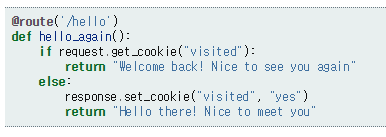 @route('/hello')
def hello_again():
    if request.get_cookie("visited"):
        return "Welcome back! Nice to see you again"
    else:
        response.set_cookie("visited", "yes")
        return "Hello there! Nice to meet you"